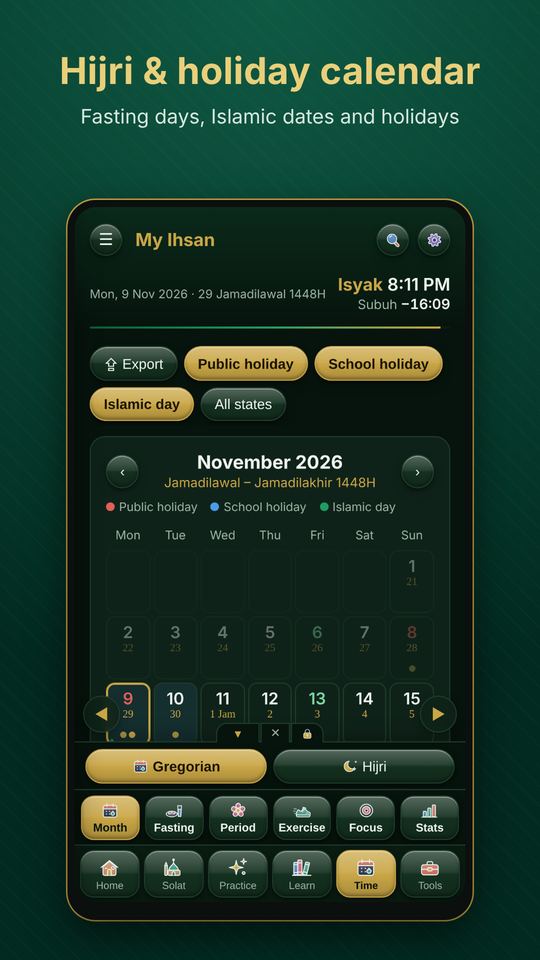 Hijri & holiday calendar
Fasting days, Islamic dates and holidays
My Ihsan
Mon, 9 Nov 2026 · 29 Jamadilawal 1448H
Isyak 8:11 PM
Subuh −16:09
Export
Public holiday
School holiday
Islamic day
All states
November 2026
Jamadilawal – Jamadilakhir 1448H
Public holiday School holiday Islamic day
Mon Tue Wed Thu Fri Sat Sun
1
21
2 3 4 5 6 7 8
22 23 24 25 26 27 28
9 10 11 12 13 14 15
29 30 1 Jam 2 3 4 5
Gregorian Hijri
Month Fasting Period Exercise Focus Stats
Home Solat Practice Learn Time Tools